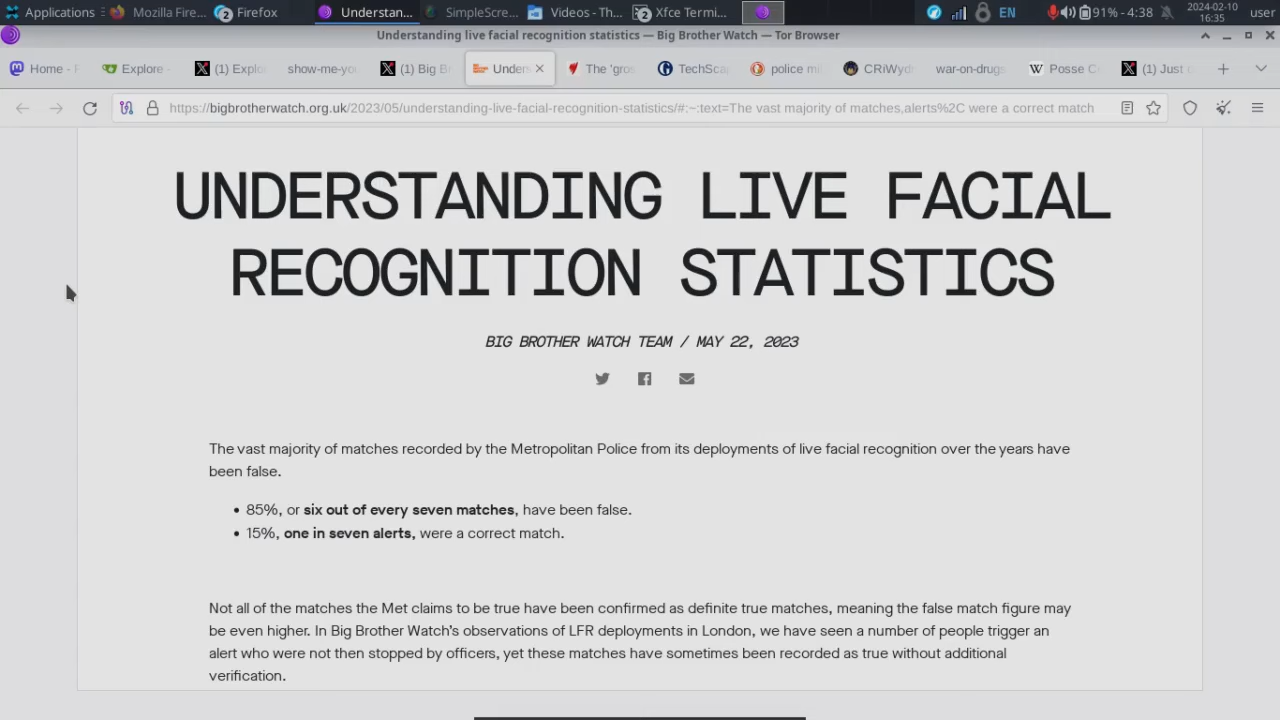 Applications Mozilla Fire... 2 Firefox Understan... SimpleScre... Videos - Th... 2 Xfce Termi... EN 91% - 4:38 2024-02-10 16:35 user
Understanding live facial recognition statistics — Big Brother Watch — Tor Browser
Home - Explore - (1) Explo show-me-yo (1) Big B Unders The 'gros TechSca police mi CRiWyd war-on-drugs Posse C (1) Just
https://bigbrotherwatch.org.uk/2023/05/understanding-live-facial-recognition-statistics/#:~:text=The vast majority of matches,alerts%2C were a correct match
UNDERSTANDING LIVE FACIAL
RECOGNITION STATISTICS
BIG BROTHER WATCH TEAM / MAY 22, 2023
The vast majority of matches recorded by the Metropolitan Police from its deployments of live facial recognition over the years have
been false.
• 85%, or six out of every seven matches, have been false.
• 15%, one in seven alerts, were a correct match.
Not all of the matches the Met claims to be true have been confirmed as definite true matches, meaning the false match figure may
be even higher. In Big Brother Watch's observations of LFR deployments in London, we have seen a number of people trigger an
alert who were not then stopped by officers, yet these matches have sometimes been recorded as true without additional
verification.